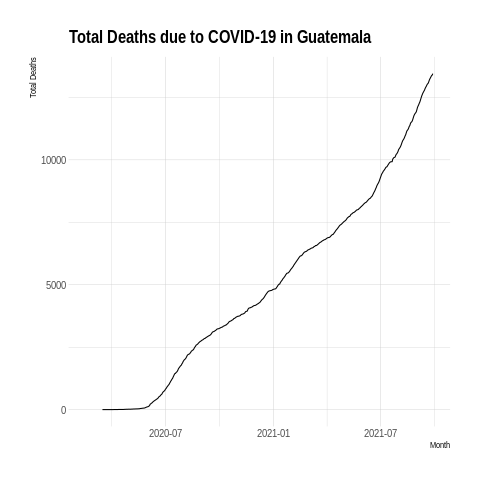 Total Deaths due to COVID-19 in Guatemala
Total Deaths
10000
5000
0
2020-07
2021-01
2021-07
Month